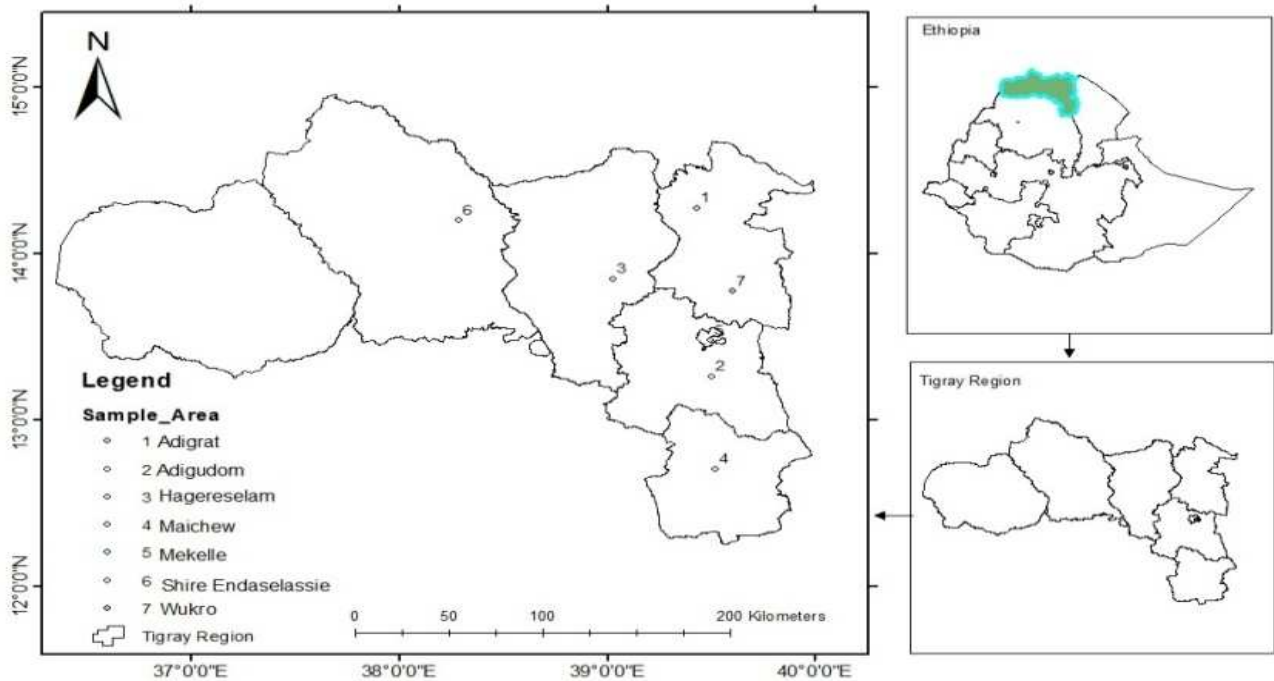 N
15°0'0"N
14°0'0"N
13°0'0"N
12°0'0"N
1
6
3
7
5
2
4
Legend
Sample_Area
1 Adigrat
2 Adigudom
3 Hagereselam
4 Maichew
5 Mekelle
6 Shire Endaselassie
7 Wukro
Tigray Region
0 50 100 200 Kilometers
37°0'0"E 38°0'0"E 39°0'0"E 40°0'0"E
Ethiopia
Tigray Region